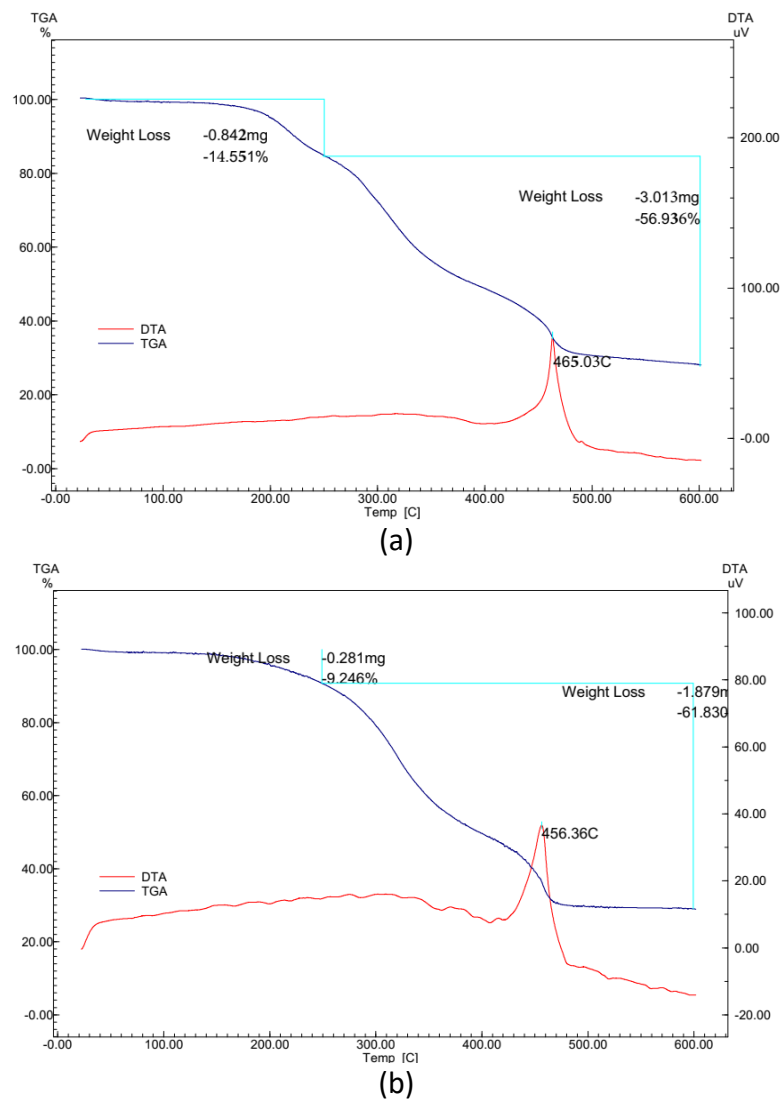 TGA
%
DTA
uV
100.00
80.00
60.00
40.00
20.00
-0.00
200.00
100.00
-0.00
Weight Loss -0.842mg
-14.551%
Weight Loss -3.013mg
-56.936%
DTA
TGA
465.03C
-0.00 100.00 200.00 300.00 400.00 500.00 600.00
Temp [C]
(a)
TGA
%
DTA
uV
100.00
80.00
60.00
40.00
20.00
-0.00
100.00
80.00
60.00
40.00
20.00
0.00
-20.00
Weight Loss -0.281mg
-9.246%
Weight Loss -1.879m
-61.830
456.36C
DTA
TGA
-0.00 100.00 200.00 300.00 400.00 500.00 600.00
Temp [C]
(b)